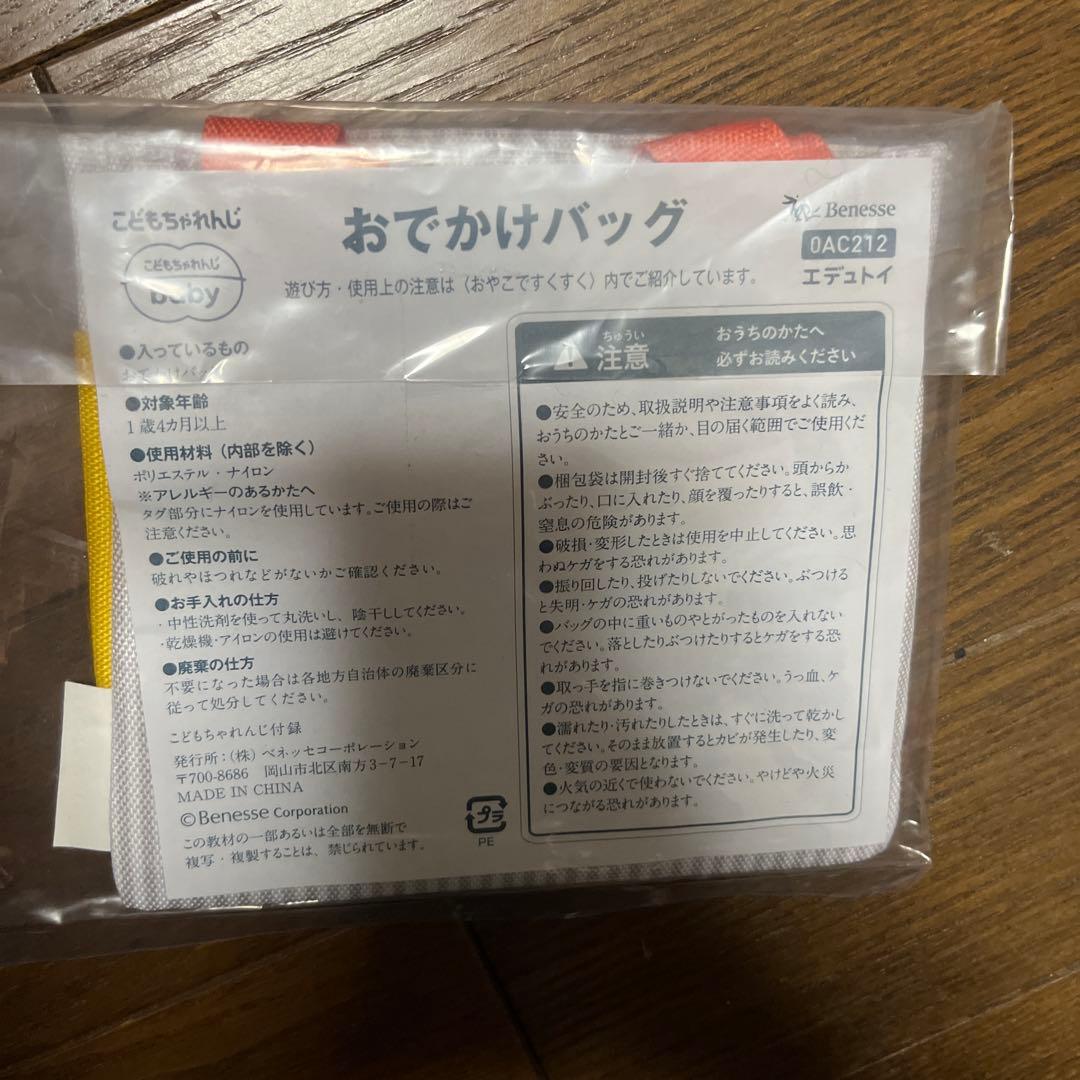 こどもちゃれんじ
こどもちゃれんじ
baby
おでかけバッグ
Benesse
0AC212
エデュトイ
遊び方・使用上の注意は〈おやこですくすく〉内でご紹介しています。
●入っているもの
おでかけバッグ
●対象年齢
1歳4カ月以上
●使用材料（内部を除く）
ポリエステル・ナイロン
※アレルギーのあるかたへ
タグ部分にナイロンを使用しています。ご使用の際はご
注意ください。
●ご使用の前に
破れやほつれなどがないかご確認ください。
●お手入れの仕方
・中性洗剤を使って丸洗いし、陰干ししてください。
・乾燥機・アイロンの使用は避けてください。
●廃棄の仕方
不要になった場合は各地方自治体の廃棄区分に
従って処分してください。
こどもちゃれんじ付録
発行所：（株）ベネッセコーポレーション
〒700-8686 岡山市北区南方3-7-17
MADE IN CHINA
©Benesse Corporation
この教材の一部あるいは全部を無断で
複写・複製することは、禁じられています。
プラ
PE
ちゅうい
注意
おうちのかたへ
必ずお読みください
●安全のため、取扱説明や注意事項をよく読み、
おうちのかたとご一緒か、目の届く範囲でご使用くだ
さい。
●梱包袋は開封後すぐ捨ててください。頭からか
ぶったり、口に入れたり、顔を覆ったりすると、誤飲・
窒息の危険があります。
●破損・変形したときは使用を中止してください。思
わぬケガをする恐れがあります。
●振り回したり、投げたりしないでください。ぶつける
と失明・ケガの恐れがあります。
●バッグの中に重いものやとがったものを入れない
でください。落としたりぶつけたりするとケガをする恐
れがあります。
●取っ手を指に巻きつけないでください。うっ血、ケ
ガの恐れがあります。
●濡れたり・汚れたりしたときは、すぐに洗って乾かし
てください。そのまま放置するとカビが発生したり、変
色・変質の要因となります。
●火気の近くで使わないでください。やけどや火災
につながる恐れがあります。